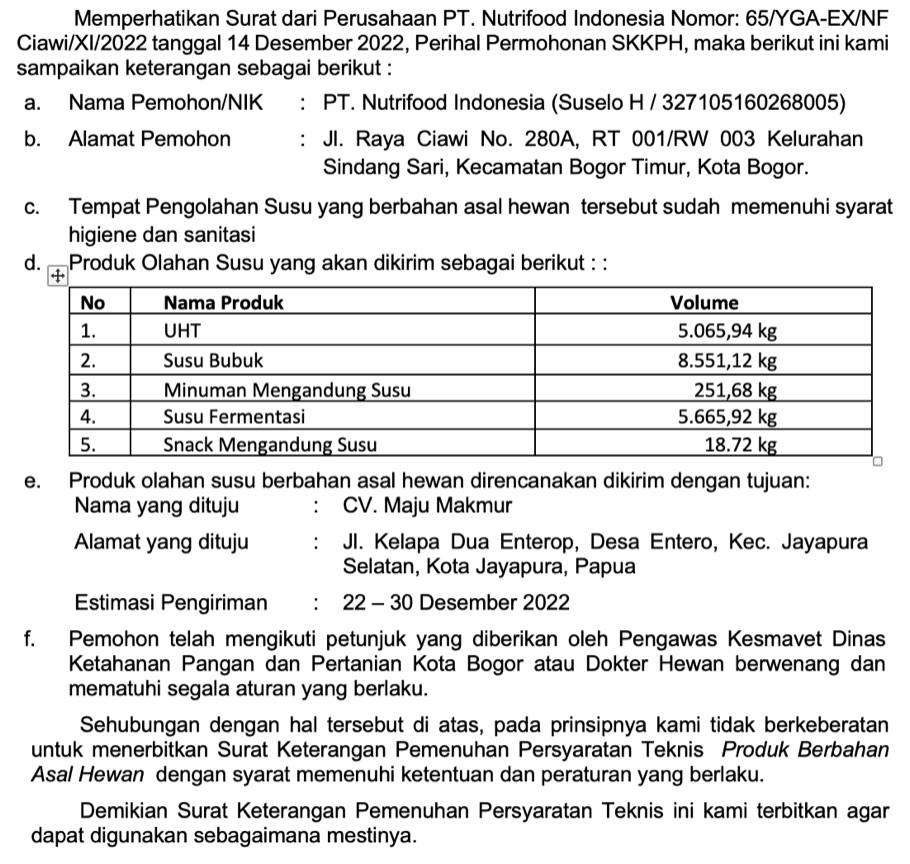 Memperhatikan Surat dari Perusahaan PT. Nutrifood Indonesia Nomor: 65/YGA-EX/NF
Ciawi/XI/2022 tanggal 14 Desember 2022, Perihal Permohonan SKKPH, maka berikut ini kami
sampaikan keterangan sebagai berikut :
a. Nama Pemohon/NIK : PT. Nutrifood Indonesia (Suselo H / 327105160268005)
b. Alamat Pemohon : Jl. Raya Ciawi No. 280A, RT 001/RW 003 Kelurahan
Sindang Sari, Kecamatan Bogor Timur, Kota Bogor.
c. Tempat Pengolahan Susu yang berbahan asal hewan tersebut sudah memenuhi syarat
higiene dan sanitasi
d. Produk Olahan Susu yang akan dikirim sebagai berikut : :
No Nama Produk Volume
1. UHT 5.065,94 kg
2. Susu Bubuk 8.551,12 kg
3. Minuman Mengandung Susu 251,68 kg
4. Susu Fermentasi 5.665,92 kg
5. Snack Mengandung Susu 18.72 kg
e. Produk olahan susu berbahan asal hewan direncanakan dikirim dengan tujuan:
Nama yang dituju : CV. Maju Makmur
Alamat yang dituju : Jl. Kelapa Dua Enterop, Desa Entero, Kec. Jayapura
Selatan, Kota Jayapura, Papua
Estimasi Pengiriman : 22 – 30 Desember 2022
f. Pemohon telah mengikuti petunjuk yang diberikan oleh Pengawas Kesmavet Dinas
Ketahanan Pangan dan Pertanian Kota Bogor atau Dokter Hewan berwenang dan
mematuhi segala aturan yang berlaku.
Sehubungan dengan hal tersebut di atas, pada prinsipnya kami tidak berkeberatan
untuk menerbitkan Surat Keterangan Pemenuhan Persyaratan Teknis Produk Berbahan
Asal Hewan dengan syarat memenuhi ketentuan dan peraturan yang berlaku.
Demikian Surat Keterangan Pemenuhan Persyaratan Teknis ini kami terbitkan agar
dapat digunakan sebagaimana mestinya.